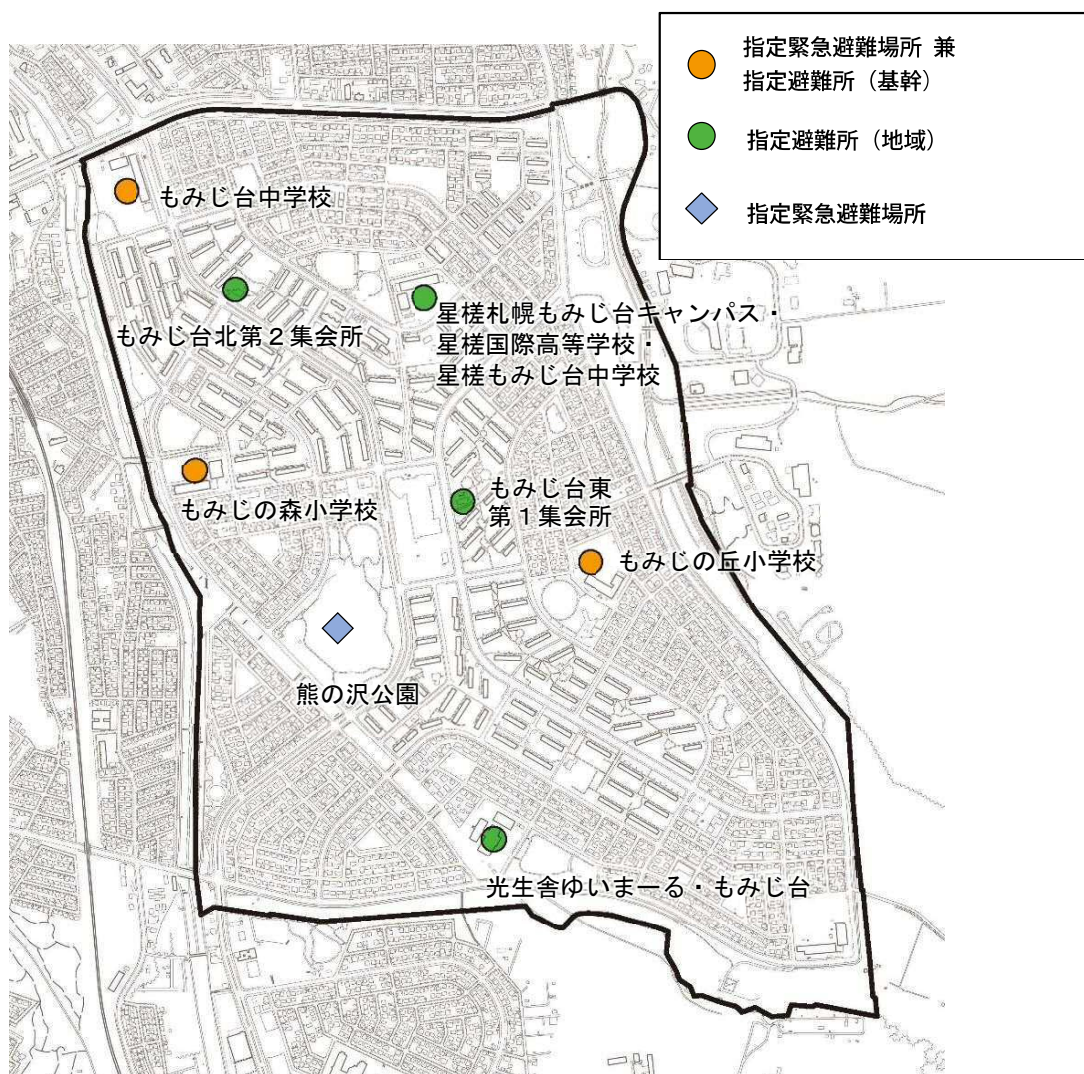 指定緊急避難場所 兼
指定避難所（基幹）
指定避難所（地域）
指定緊急避難場所
もみじ台中学校
もみじ台北第２集会所
星槎札幌もみじ台キャンパス・
星槎国際高等学校・
星槎もみじ台中学校
もみじの森小学校
もみじ台東
第１集会所
もみじの丘小学校
熊の沢公園
光生舎ゆいまーる・もみじ台